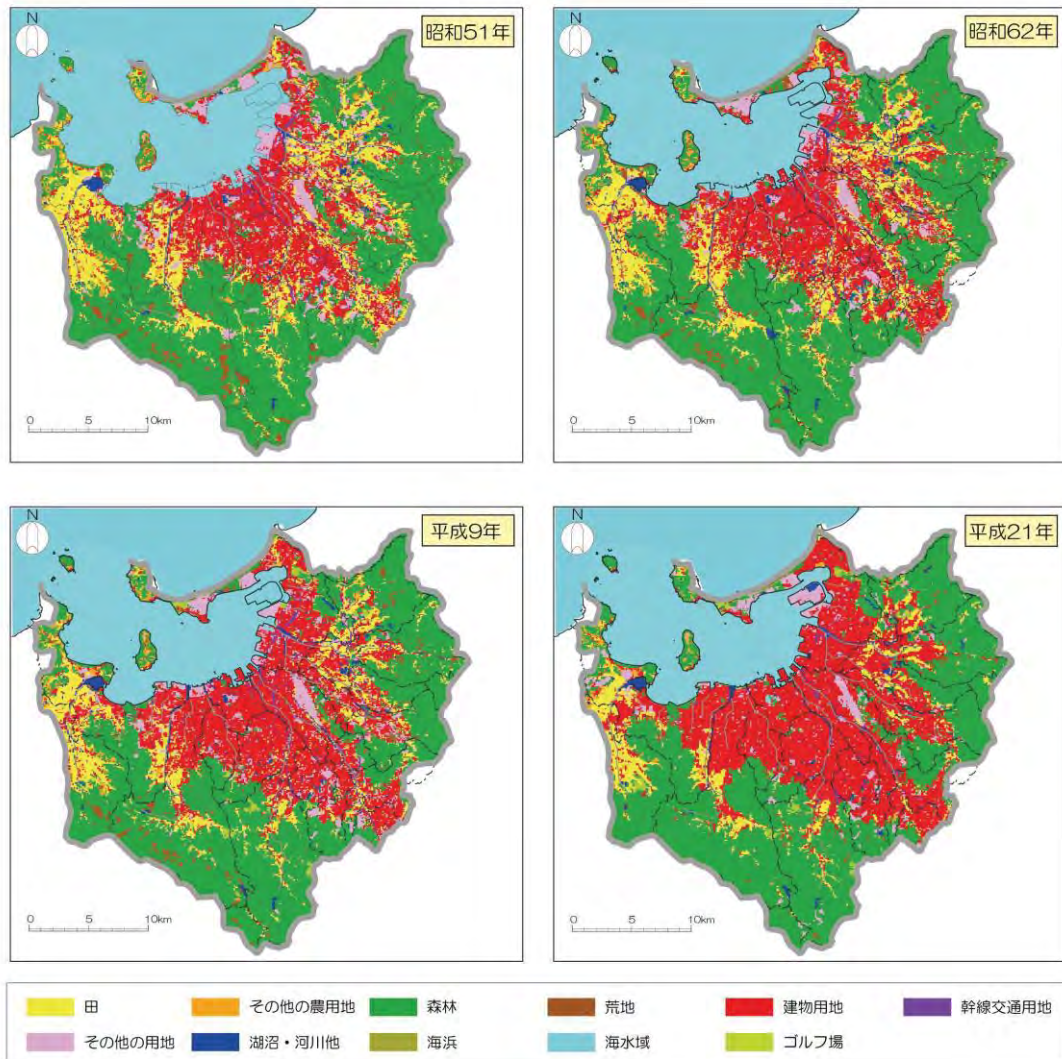 N
昭和51年
0 5 10km
N
昭和62年
0 5 10km
N
平成9年
0 5 10km
N
平成21年
0 5 10km
田 その他の農用地 森林 荒地 建物用地 幹線交通用地
その他の用地 湖沼・河川他 海浜 海水域 ゴルフ場